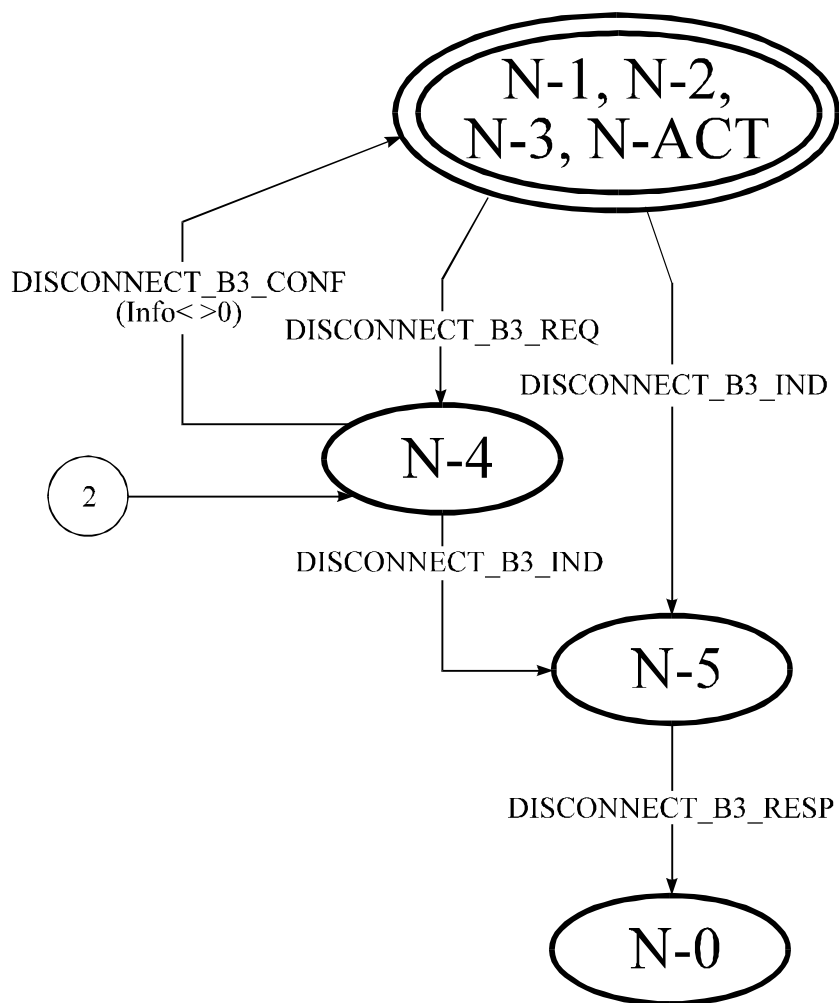 N-1, N-2,
N-3, N-ACT
DISCONNECT_B3_CONF
(Info< >0)
DISCONNECT_B3_REQ
DISCONNECT_B3_IND
N-4
2
DISCONNECT_B3_IND
N-5
DISCONNECT_B3_RESP
N-0